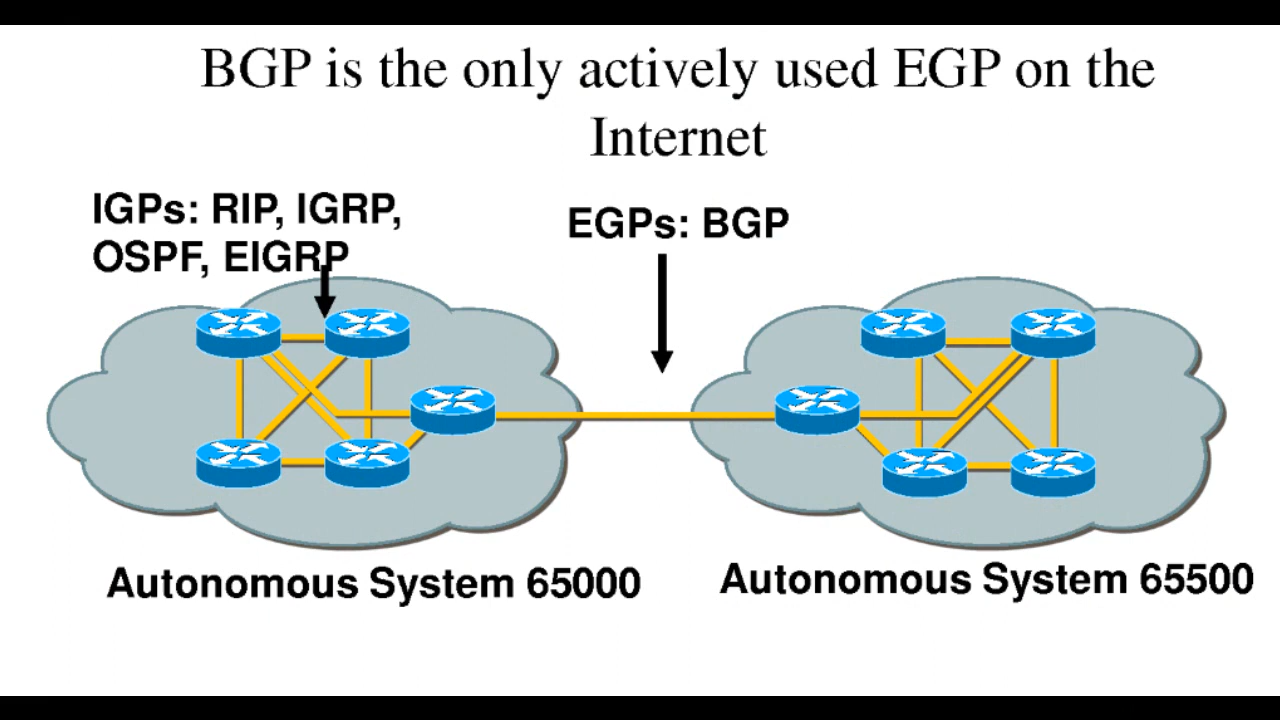 BGP is the only actively used EGP on the
Internet
IGPs: RIP, IGRP,
OSPF, EIGRP
EGPs: BGP
Autonomous System 65000
Autonomous System 65500